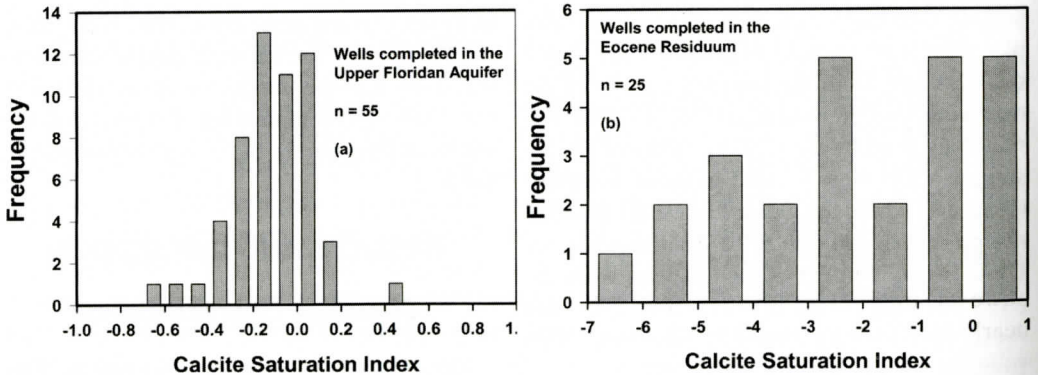 14
12
10
8
6
4
2
0
Frequency
Wells completed in the
Upper Floridan Aquifer
n = 55
(a)
-1.0 -0.8 -0.6 -0.4 -0.2 0.0 0.2 0.4 0.6 0.8 1.
Calcite Saturation Index
6
5
4
3
2
1
0
Frequency
Wells completed in the
Eocene Residuum
n = 25
(b)
-7 -6 -5 -4 -3 -2 -1 0 1
Calcite Saturation Index
bear